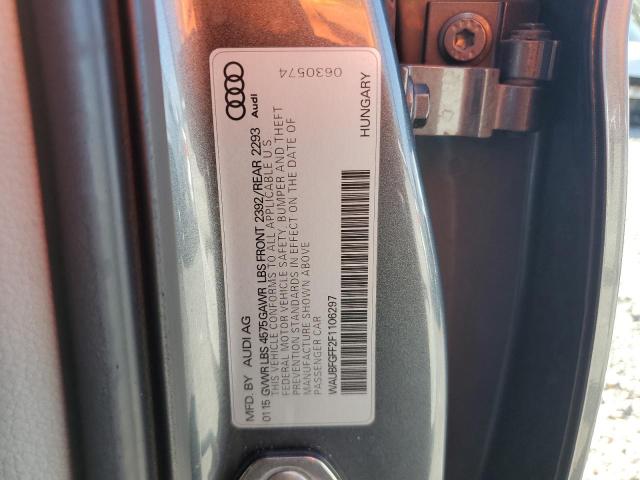 MFD. BY AUDI AG
0115 GVWR LBS 4575 GAWR LBS FRONT 2392/REAR 2293
THIS VEHICLE CONFORMS TO ALL APPLICABLE U S
FEDERAL MOTOR VEHICLE SAFETY, BUMPER AND THEFT
PREVENTION STANDARDS IN EFFECT ON THE DATE OF
MANUFACTURE SHOWN ABOVE
PASSENGER CAR
WAUBFGFF2F1106297
Audi
0630574
HUNGARY